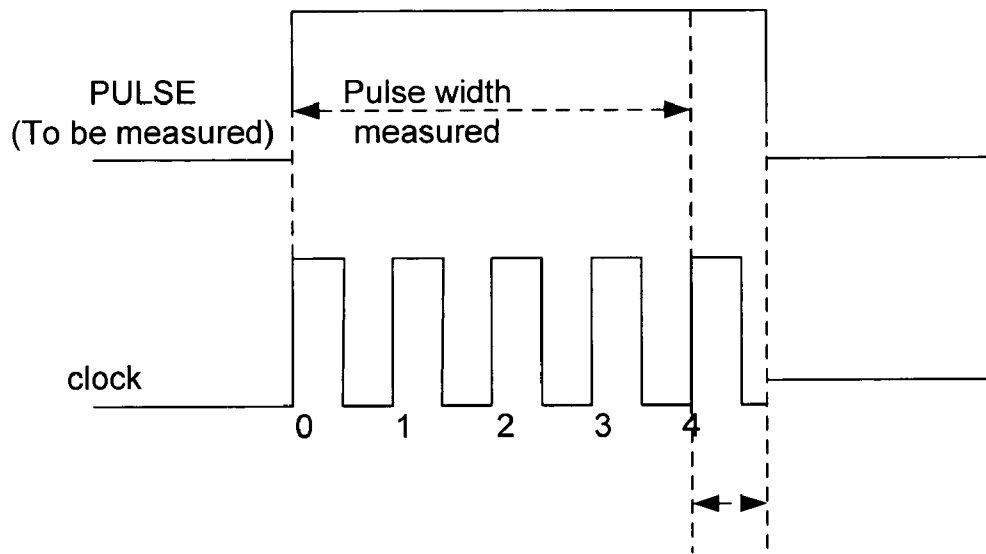 PULSE
(To be measured)
Pulse width
measured
clock
0 1 2 3 4